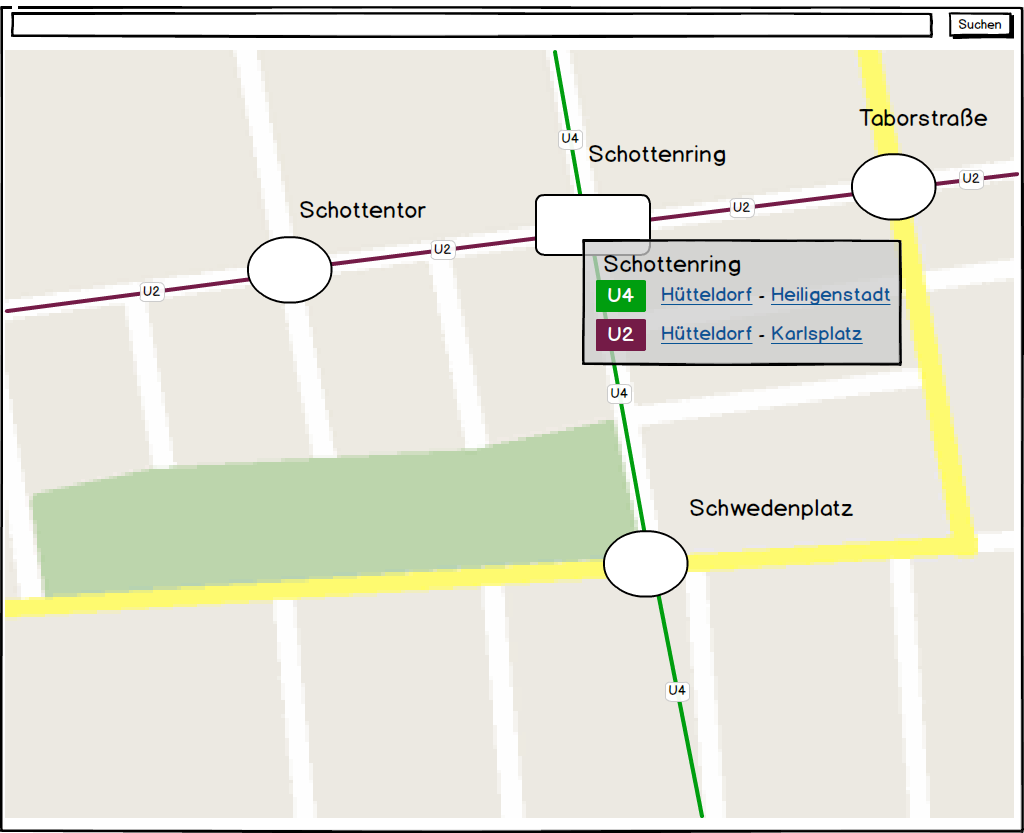 Suchen
Taborstraße
U4
Schottenring
U2
U2
Schottentor
U2
Schottenring
U2
U4 Hütteldorf - Heiligenstadt
U2 Hütteldorf - Karlsplatz
U4
Schwedenplatz
U4